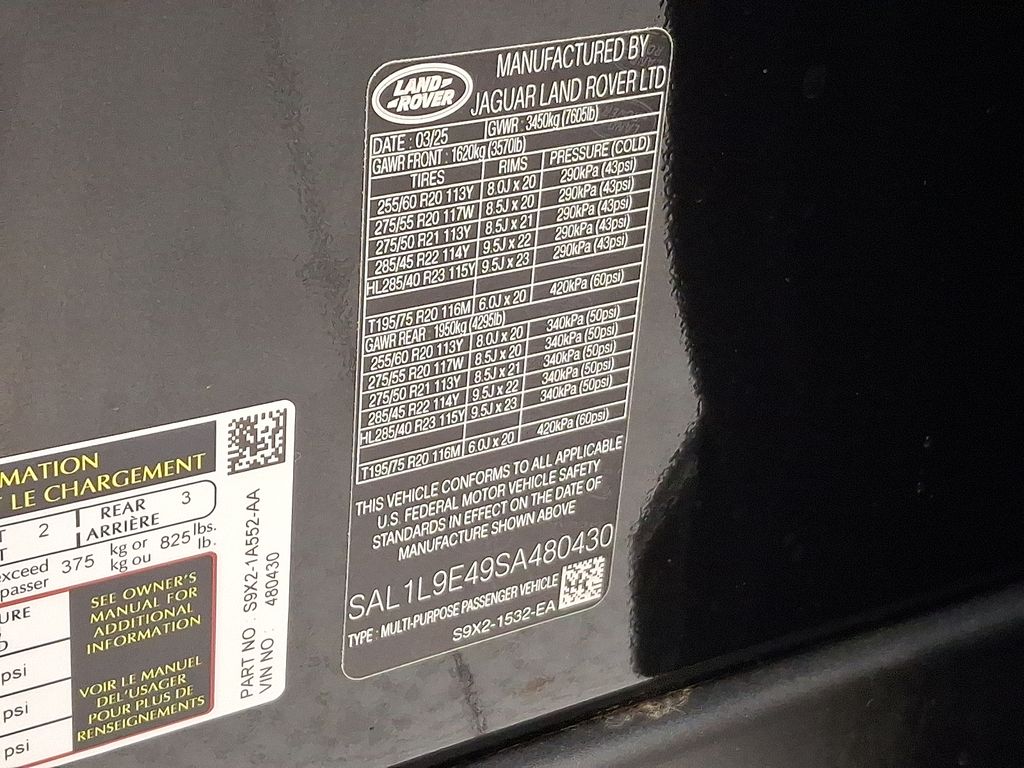 LAND ROVER
MANUFACTURED BY
JAGUAR LAND ROVER LTD
DATE : 03/25 GVWR : 3450kg (7605lb)
GAWR FRONT : 1620kg (3570lb)
TIRES RIMS PRESSURE (COLD)
255/60 R20 113Y 8.0J x 20 290kPa (43psi)
275/55 R20 117W 8.5J x 20 290kPa (43psi)
275/50 R21 113Y 8.5J x 21 290kPa (43psi)
285/45 R22 114Y 9.5J x 22 290kPa (43psi)
HL285/40 R23 115Y 9.5J x 23 290kPa (43psi)
T195/75 R20 116M 6.0J x 20 420kPa (60psi)
GAWR REAR 1950kg (4295lb)
255/60 R20 113Y 8.0J x 20 340kPa (50psi)
275/55 R20 117W 8.5J x 20 340kPa (50psi)
275/50 R21 113Y 8.5J x 21 340kPa (50psi)
285/45 R22 114Y 9.5J x 22 340kPa (50psi)
HL285/40 R23 115Y 9.5J x 23 340kPa (50psi)
T195/75 R20 116M 6.0J x 20 420kPa (60psi)
THIS VEHICLE CONFORMS TO ALL APPLICABLE
U.S. FEDERAL MOTOR VEHICLE SAFETY
STANDARDS IN EFFECT ON THE DATE OF
MANUFACTURE SHOWN ABOVE
SAL1L9E49SA480430
TYPE : MULTI-PURPOSE PASSENGER VEHICLE
S9X2-1532-EA
MATION
T LE CHARGEMENT
T 2 REAR 3
T ARRIÈRE
xceed 375 kg or 825 lbs.
passer kg ou lb.
URE
D
psi
psi
psi
SEE OWNER'S
MANUAL FOR
ADDITIONAL
INFORMATION
VOIR LE MANUEL
DEL'USAGER
POUR PLUS DE
RENSEIGNEMENTS
PART NO : S9X2-1A552-AA
VIN NO : 480430